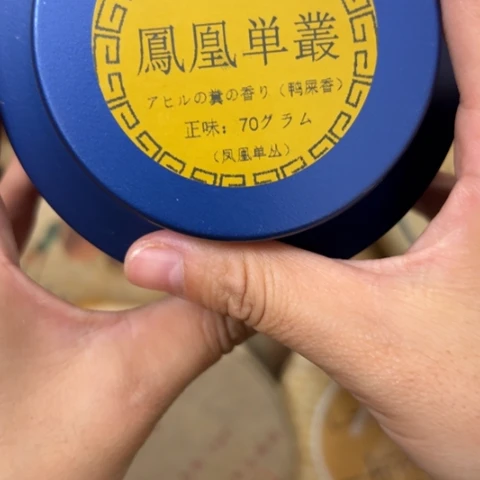 鳳凰単叢
アヒルの糞の香り（鸭屎香）
正味：70グラム
（凤凰单丛）